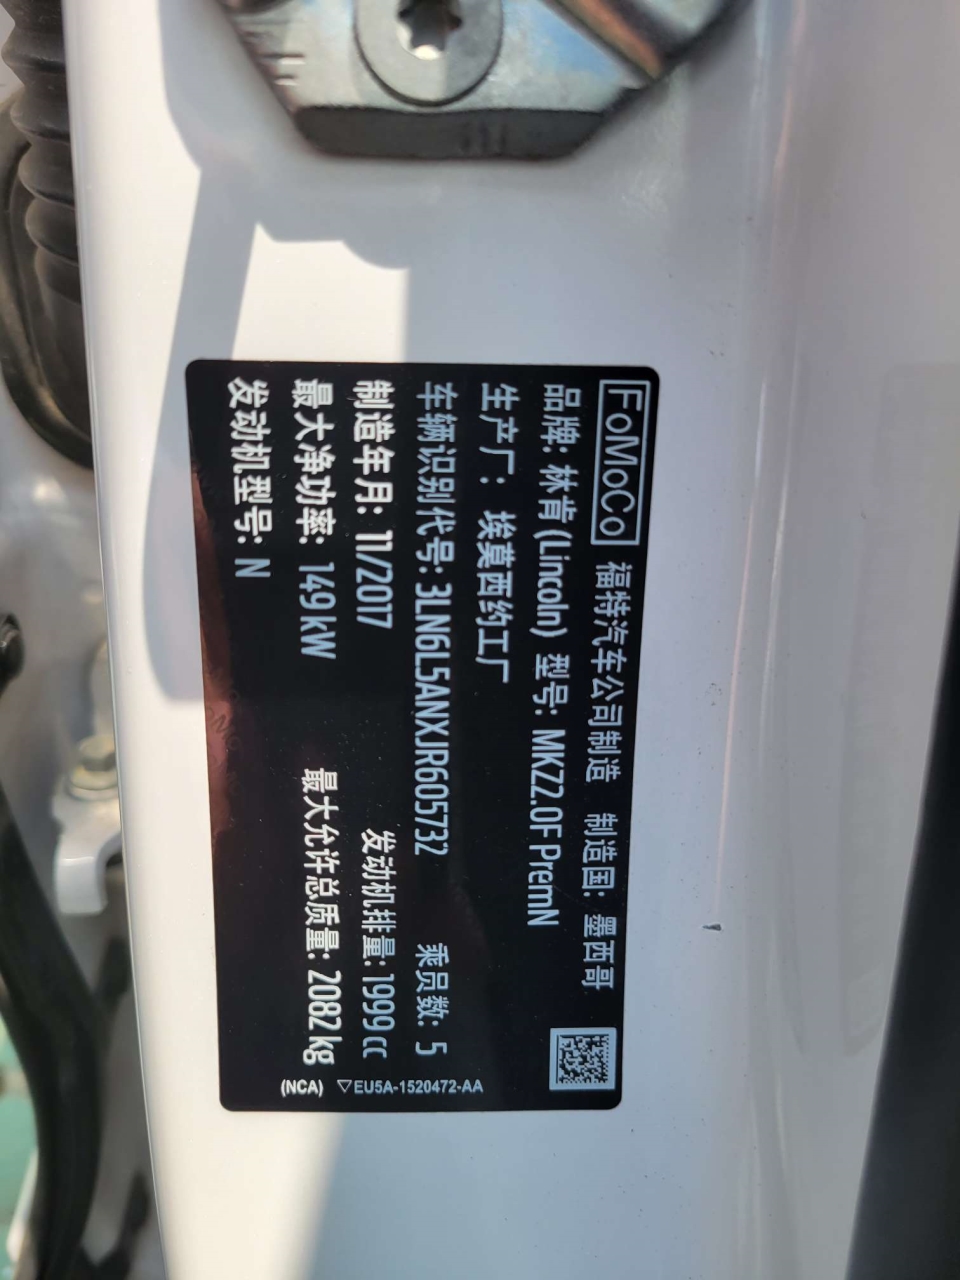 FoMoCo 福特汽车公司制造 制造国: 墨西哥
品牌: 林肯 (Lincoln) 型号: MKZ2.0F PremN
生产厂: 埃莫西约工厂
车辆识别代号: 3LN6L5ANXJR605732 乘员数: 5
制造年月: 11/2017 发动机排量: 1999 cc
最大净功率: 149 kW 最大允许总质量: 2082 kg
发动机型号: N
▽EU5A-1520472-AA
(NCA)